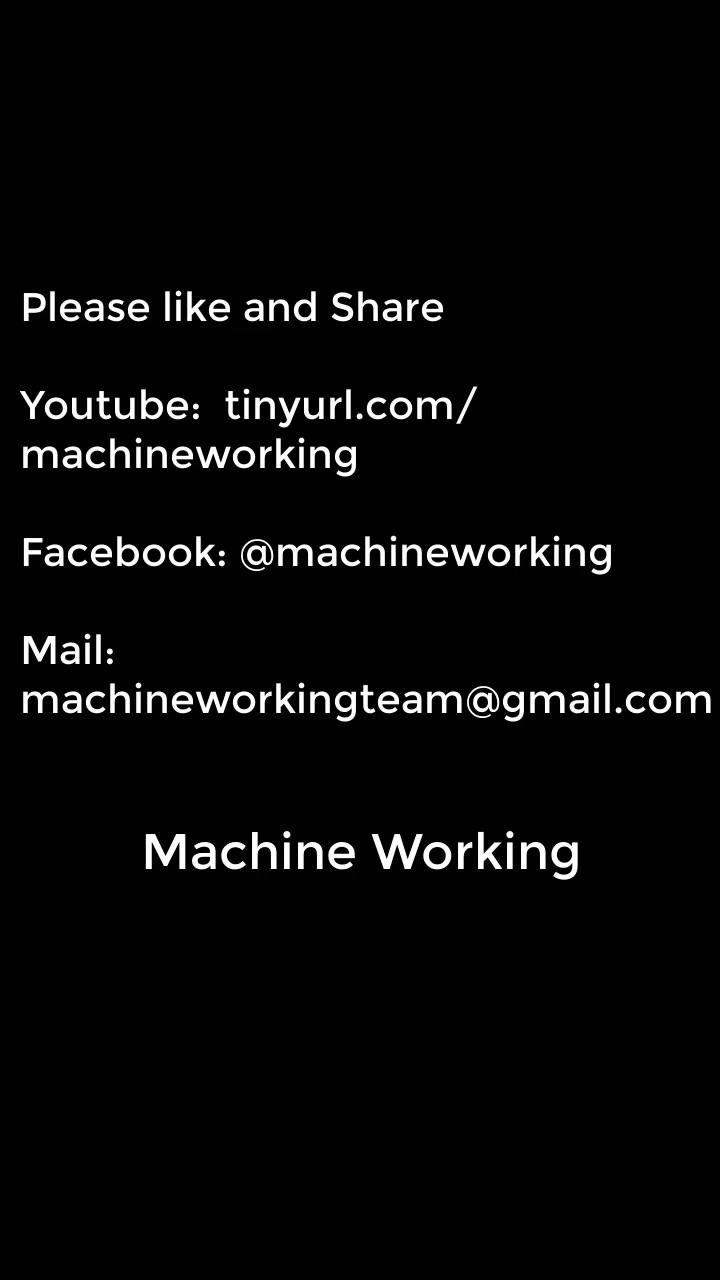 Please like and Share
Youtube:  tinyurl.com/
machineworking
Facebook: @machineworking
Mail:
machineworkingteam@gmail.com
Machine Working